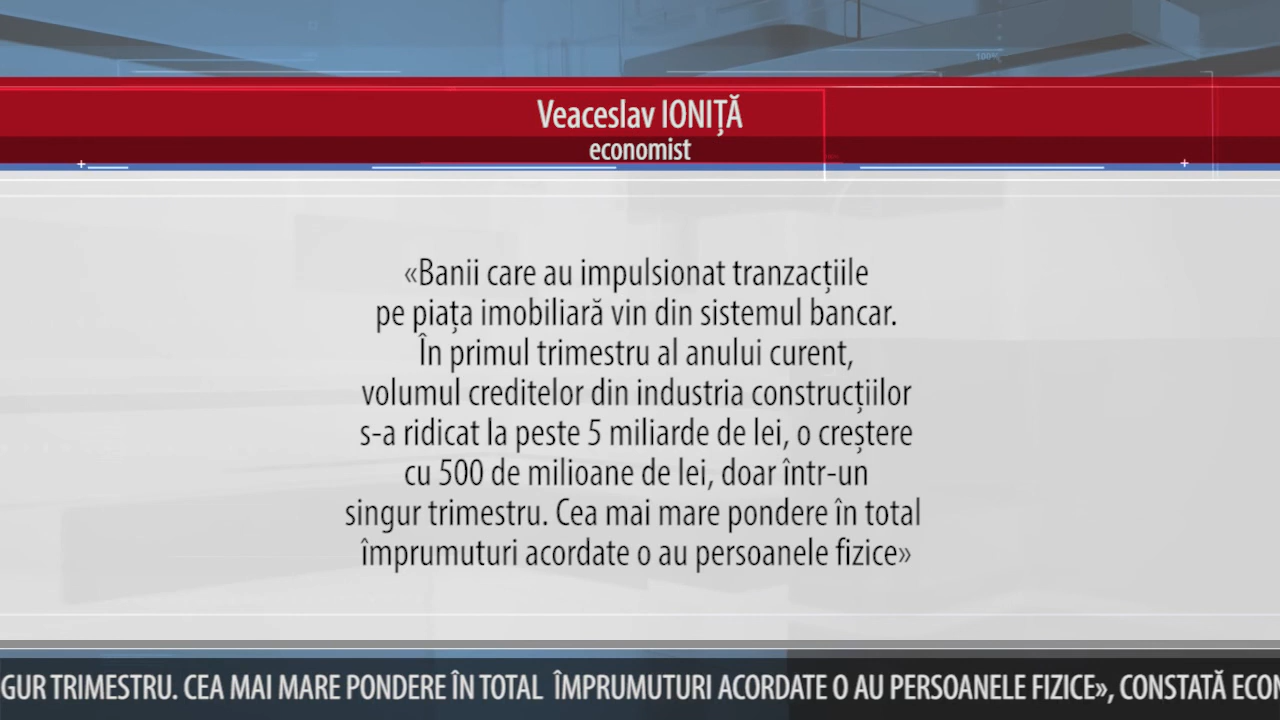 100%
Veaceslav IONIȚĂ
economist
«Banii care au impulsionat tranzacțiile
pe piața imobiliară vin din sistemul bancar.
În primul trimestru al anului curent,
volumul creditelor din industria construcțiilor
s-a ridicat la peste 5 miliarde de lei, o creștere
cu 500 de milioane de lei, doar într-un
singur trimestru. Cea mai mare pondere în total
împrumuturi acordate o au persoanele fizice»
GUR TRIMESTRU. CEA MAI MARE PONDERE ÎN TOTAL ÎMPRUMUTURI ACORDATE O AU PERSOANELE FIZICE», CONSTATĂ ECON